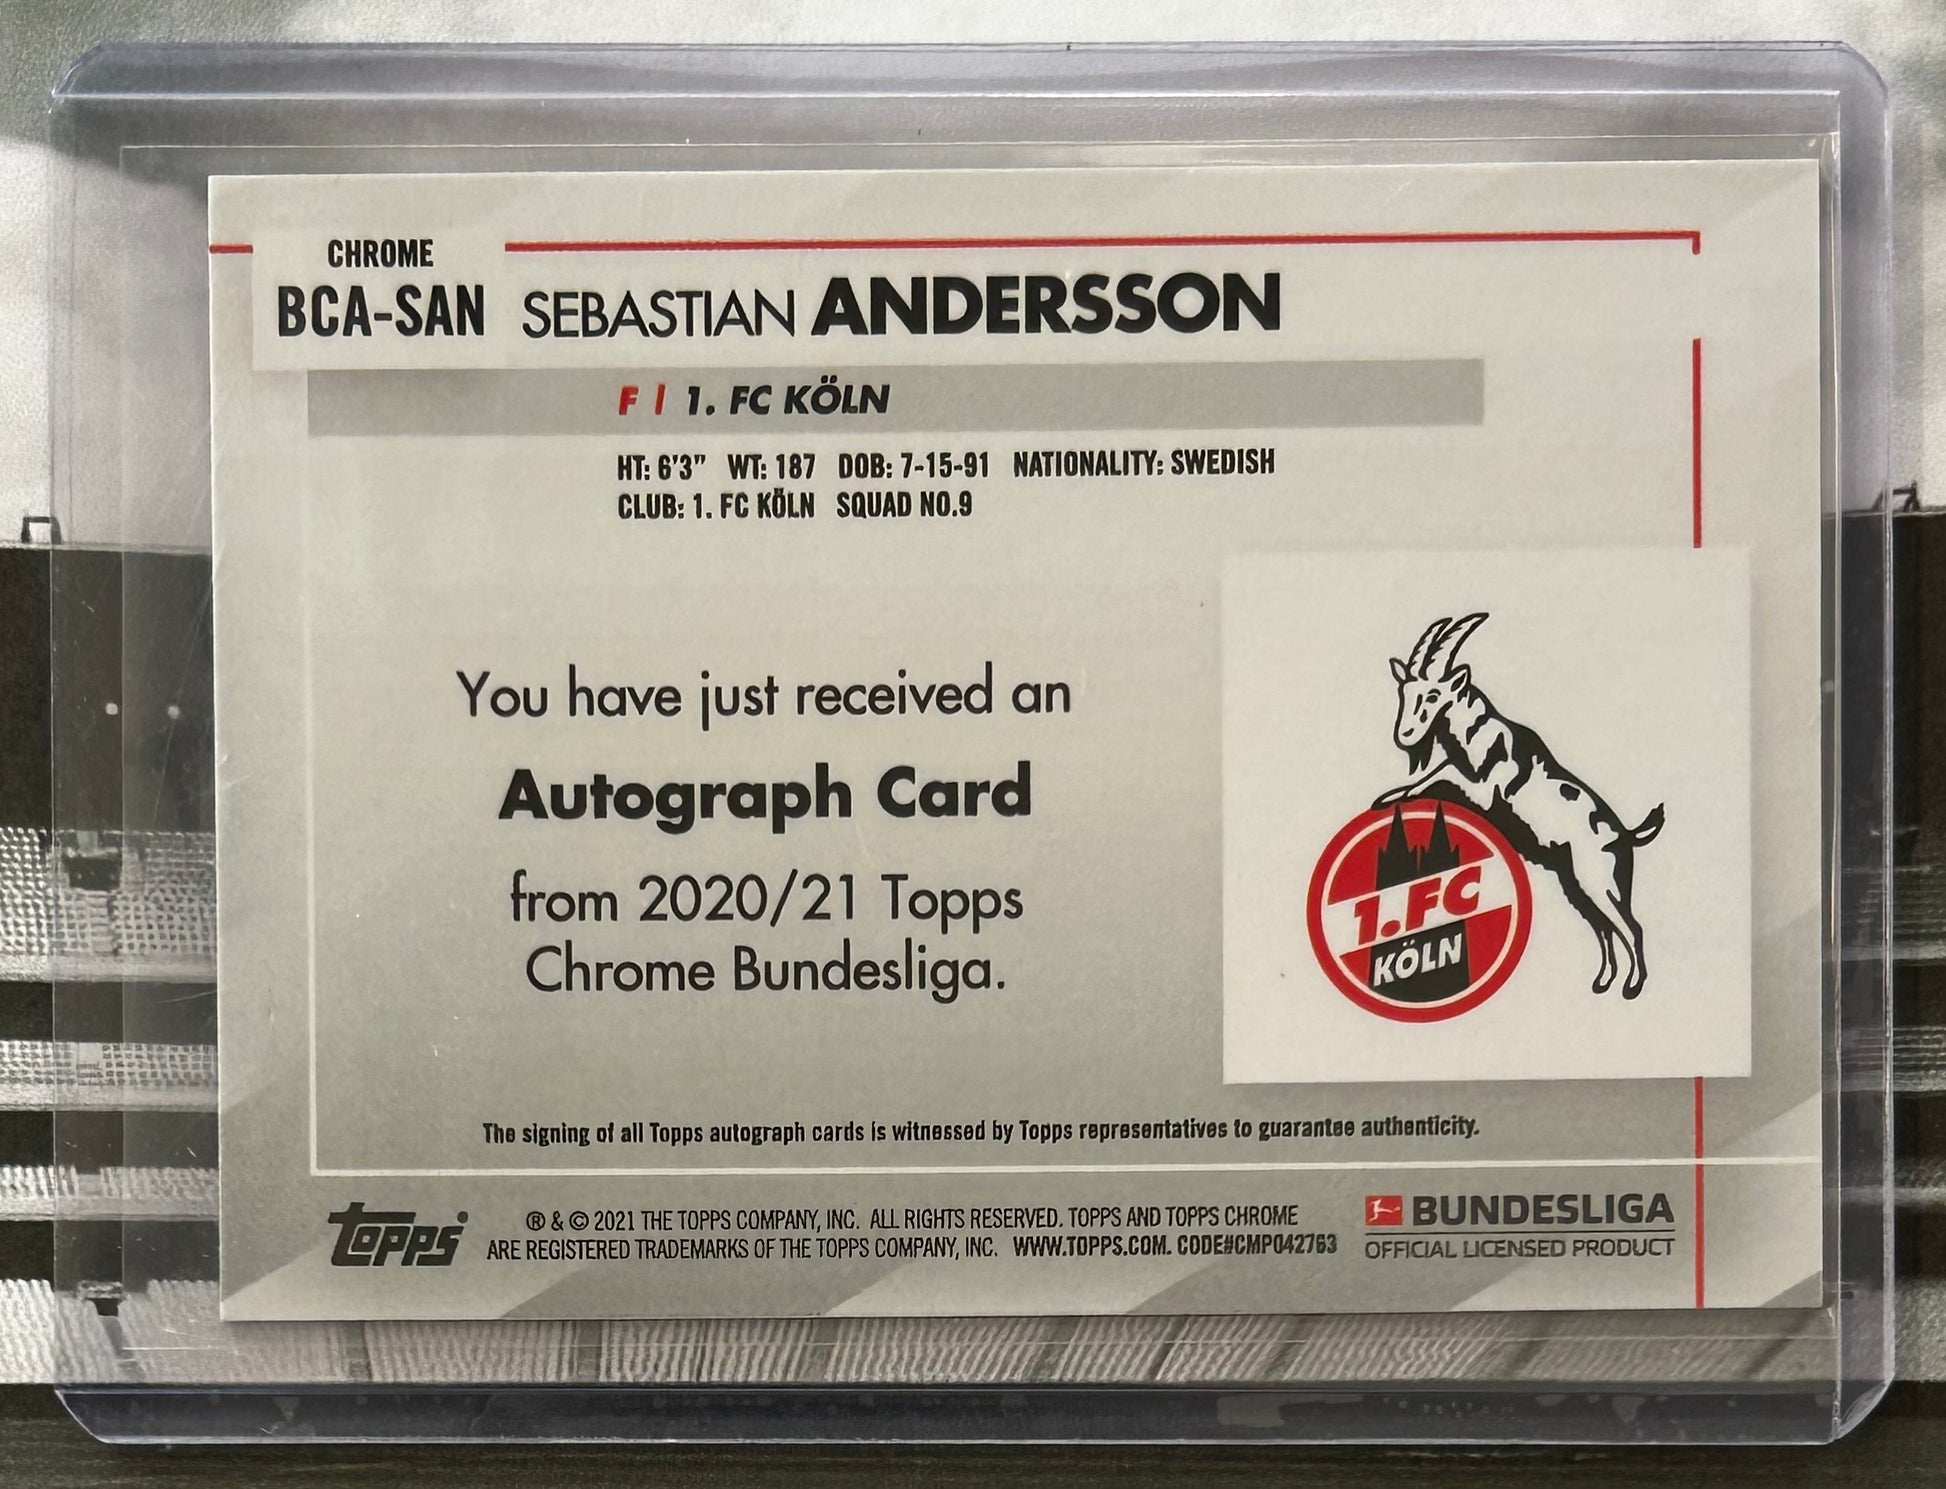 CHROME
BCA-SAN
SEBASTIAN ANDERSSON
F / 1. FC KÖLN
HT: 6'3" WT: 187 DOB: 7-15-91 NATIONALITY: SWEDISH
CLUB: 1. FC KÖLN SQUAD NO.9
You have just received an
Autograph Card
from 2020/21 Topps
Chrome Bundesliga.
1.FC
KÖLN
The signing of all Topps autograph cards is witnessed by Topps representatives to guarantee authenticity.
topps
® & © 2021 THE TOPPS COMPANY, INC. ALL RIGHTS RESERVED. TOPPS AND TOPPS CHROME
ARE REGISTERED TRADEMARKS OF THE TOPPS COMPANY, INC. WWW.TOPPS.COM. CODE#CMP042763
BUNDESLIGA
OFFICIAL LICENSED PRODUCT